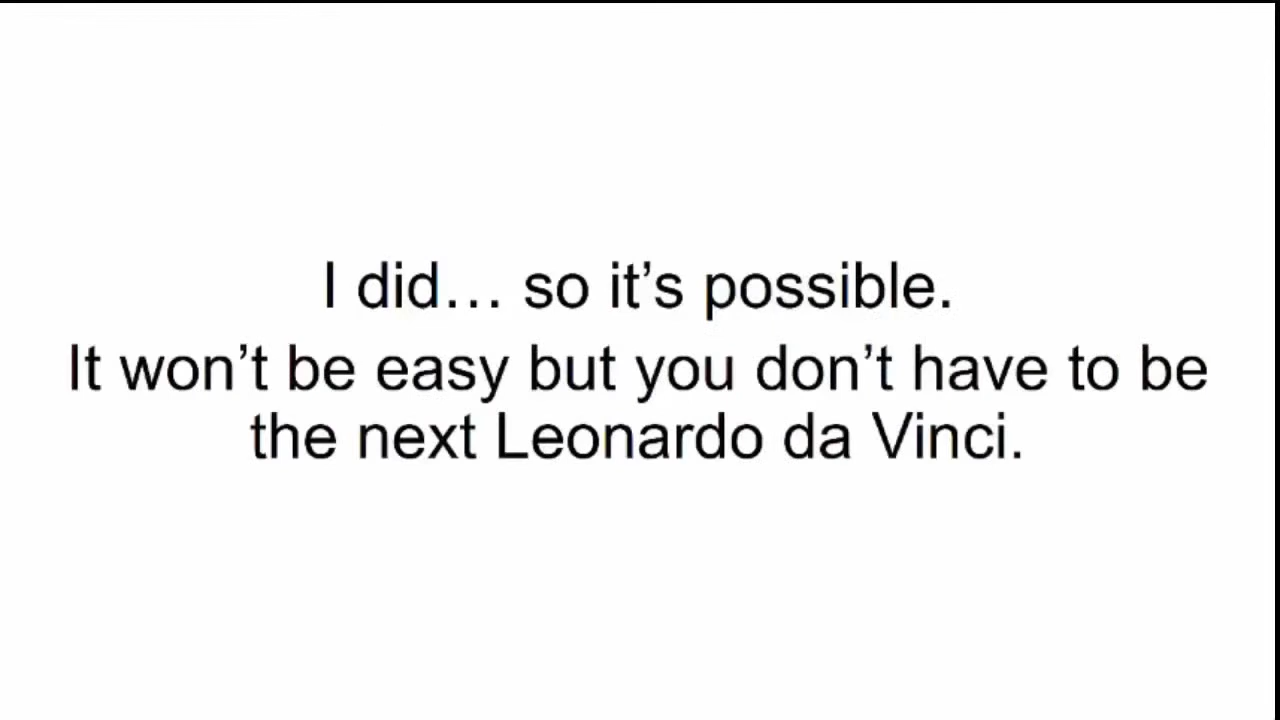 I did… so it’s possible.
It won’t be easy but you don’t have to be
the next Leonardo da Vinci.